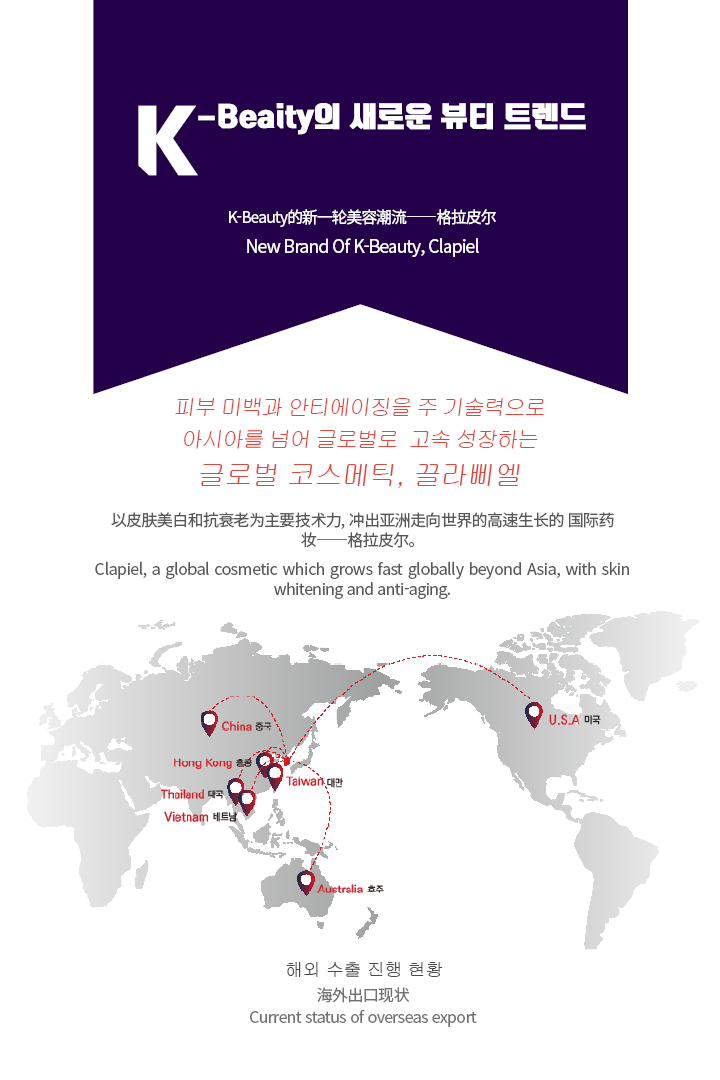 K-Beaity의 새로운 뷰티 트렌드
K-Beauty的新一轮美容潮流——格拉皮尔
New Brand Of K-Beauty, Clapiel
피부 미백과 안티에이징을 주 기술력으로
아시아를 넘어 글로벌로 고속 성장하는
글로벌 코스메틱, 끌라삐엘
以皮肤美白和抗衰老为主要技术力, 冲出亚洲走向世界的高速生长的 国际药
妆——格拉皮尔。
Clapiel, a global cosmetic which grows fast globally beyond Asia, with skin
whitening and anti-aging.
China 중국
U.S.A 미국
Hong Kong 홍콩
Taiwan 대만
Thailand 태국
Vietnam 베트남
Australia 호주
해외 수출 진행 현황
海外出口现状
Current status of overseas export